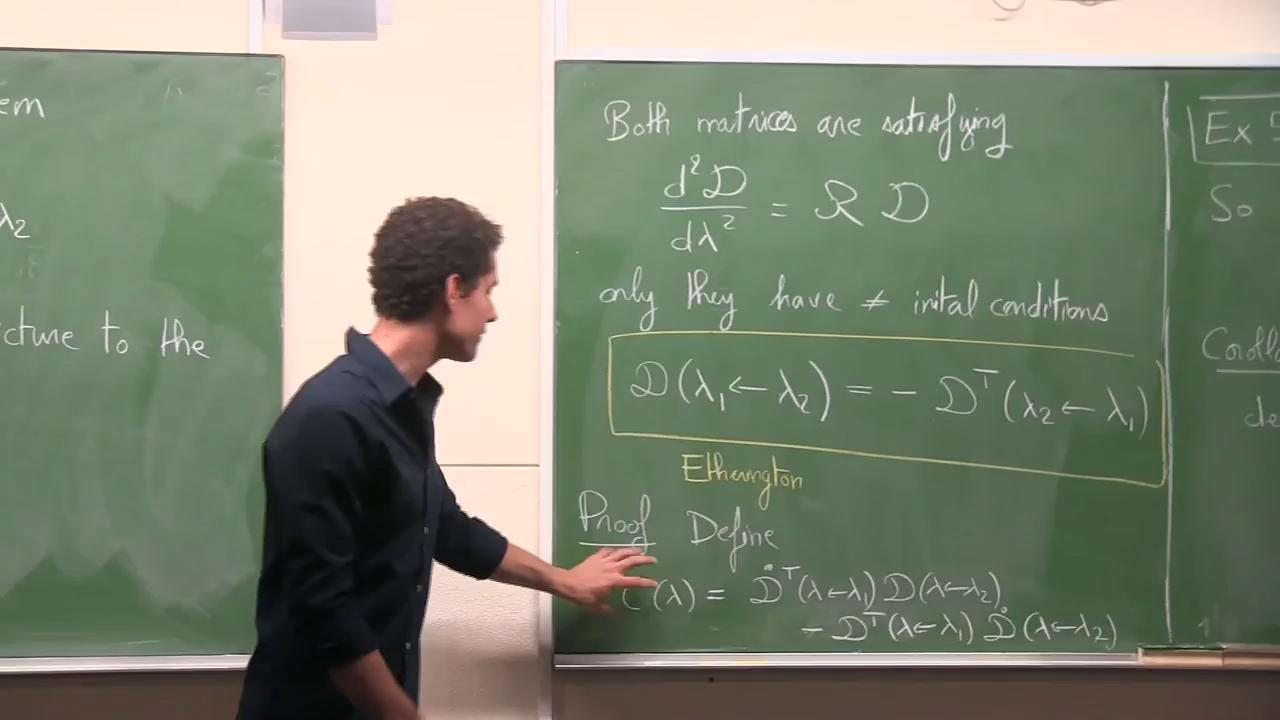 em
λ₂
cture to the
Both matrices are satisfying
d²𝒟/dλ² = ℛ 𝒟
only they have ≠ inital conditions
𝒟(λ₁←λ₂) = - 𝒟ᵀ(λ₂←λ₁)
Etherington
Proof Define
C(λ) = 𝒟̇ᵀ(λ←λ₁) 𝒟(λ←λ₂)
- 𝒟ᵀ(λ←λ₁) 𝒟̇(λ←λ₂)
Ex 5
So
Corolla
de